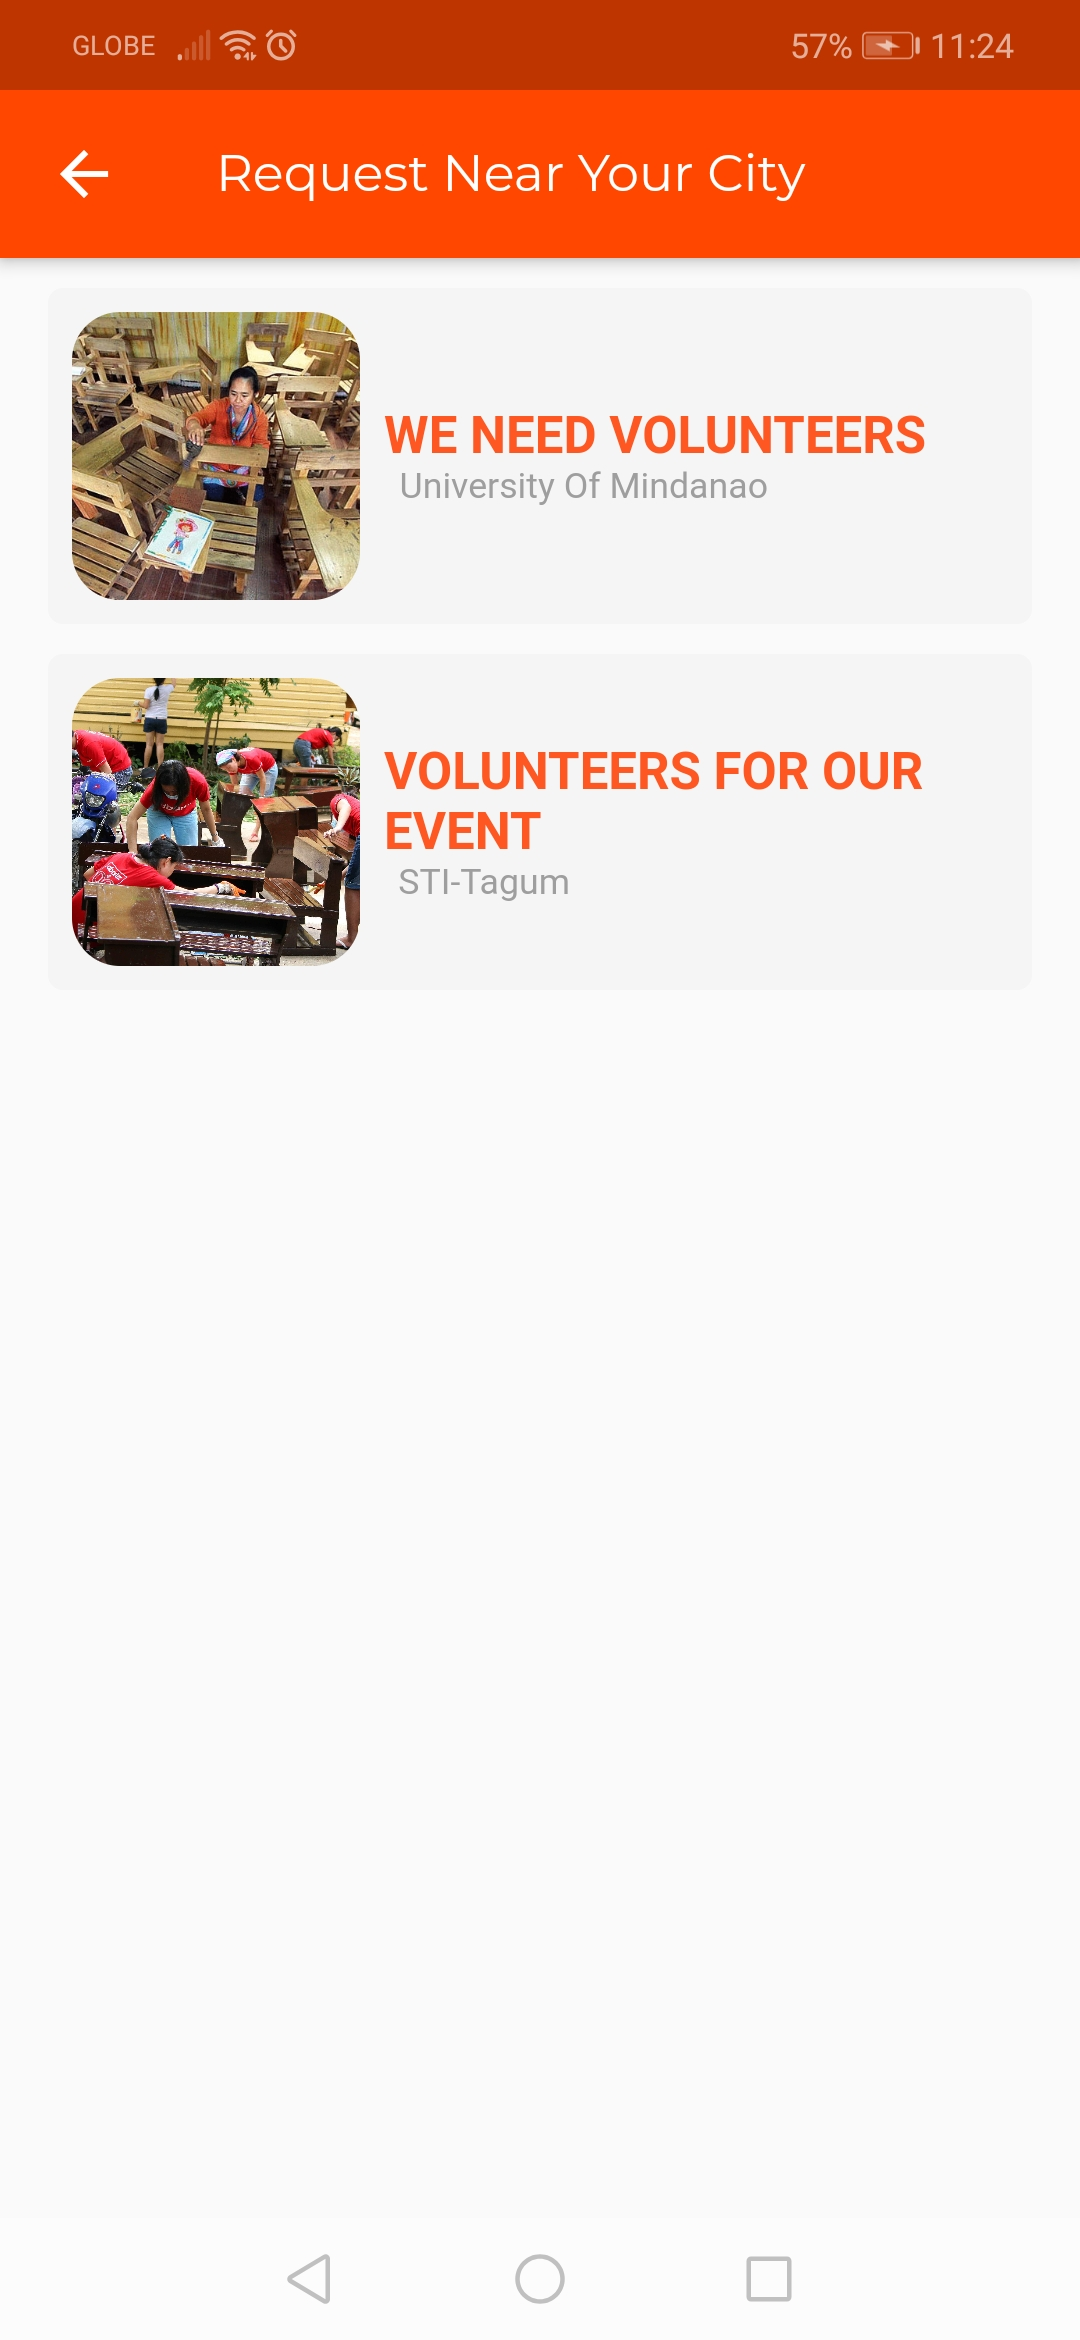 GLOBE 57% 11:24
Request Near Your City
WE NEED VOLUNTEERS
University Of Mindanao
VOLUNTEERS FOR OUR
EVENT
STI-Tagum